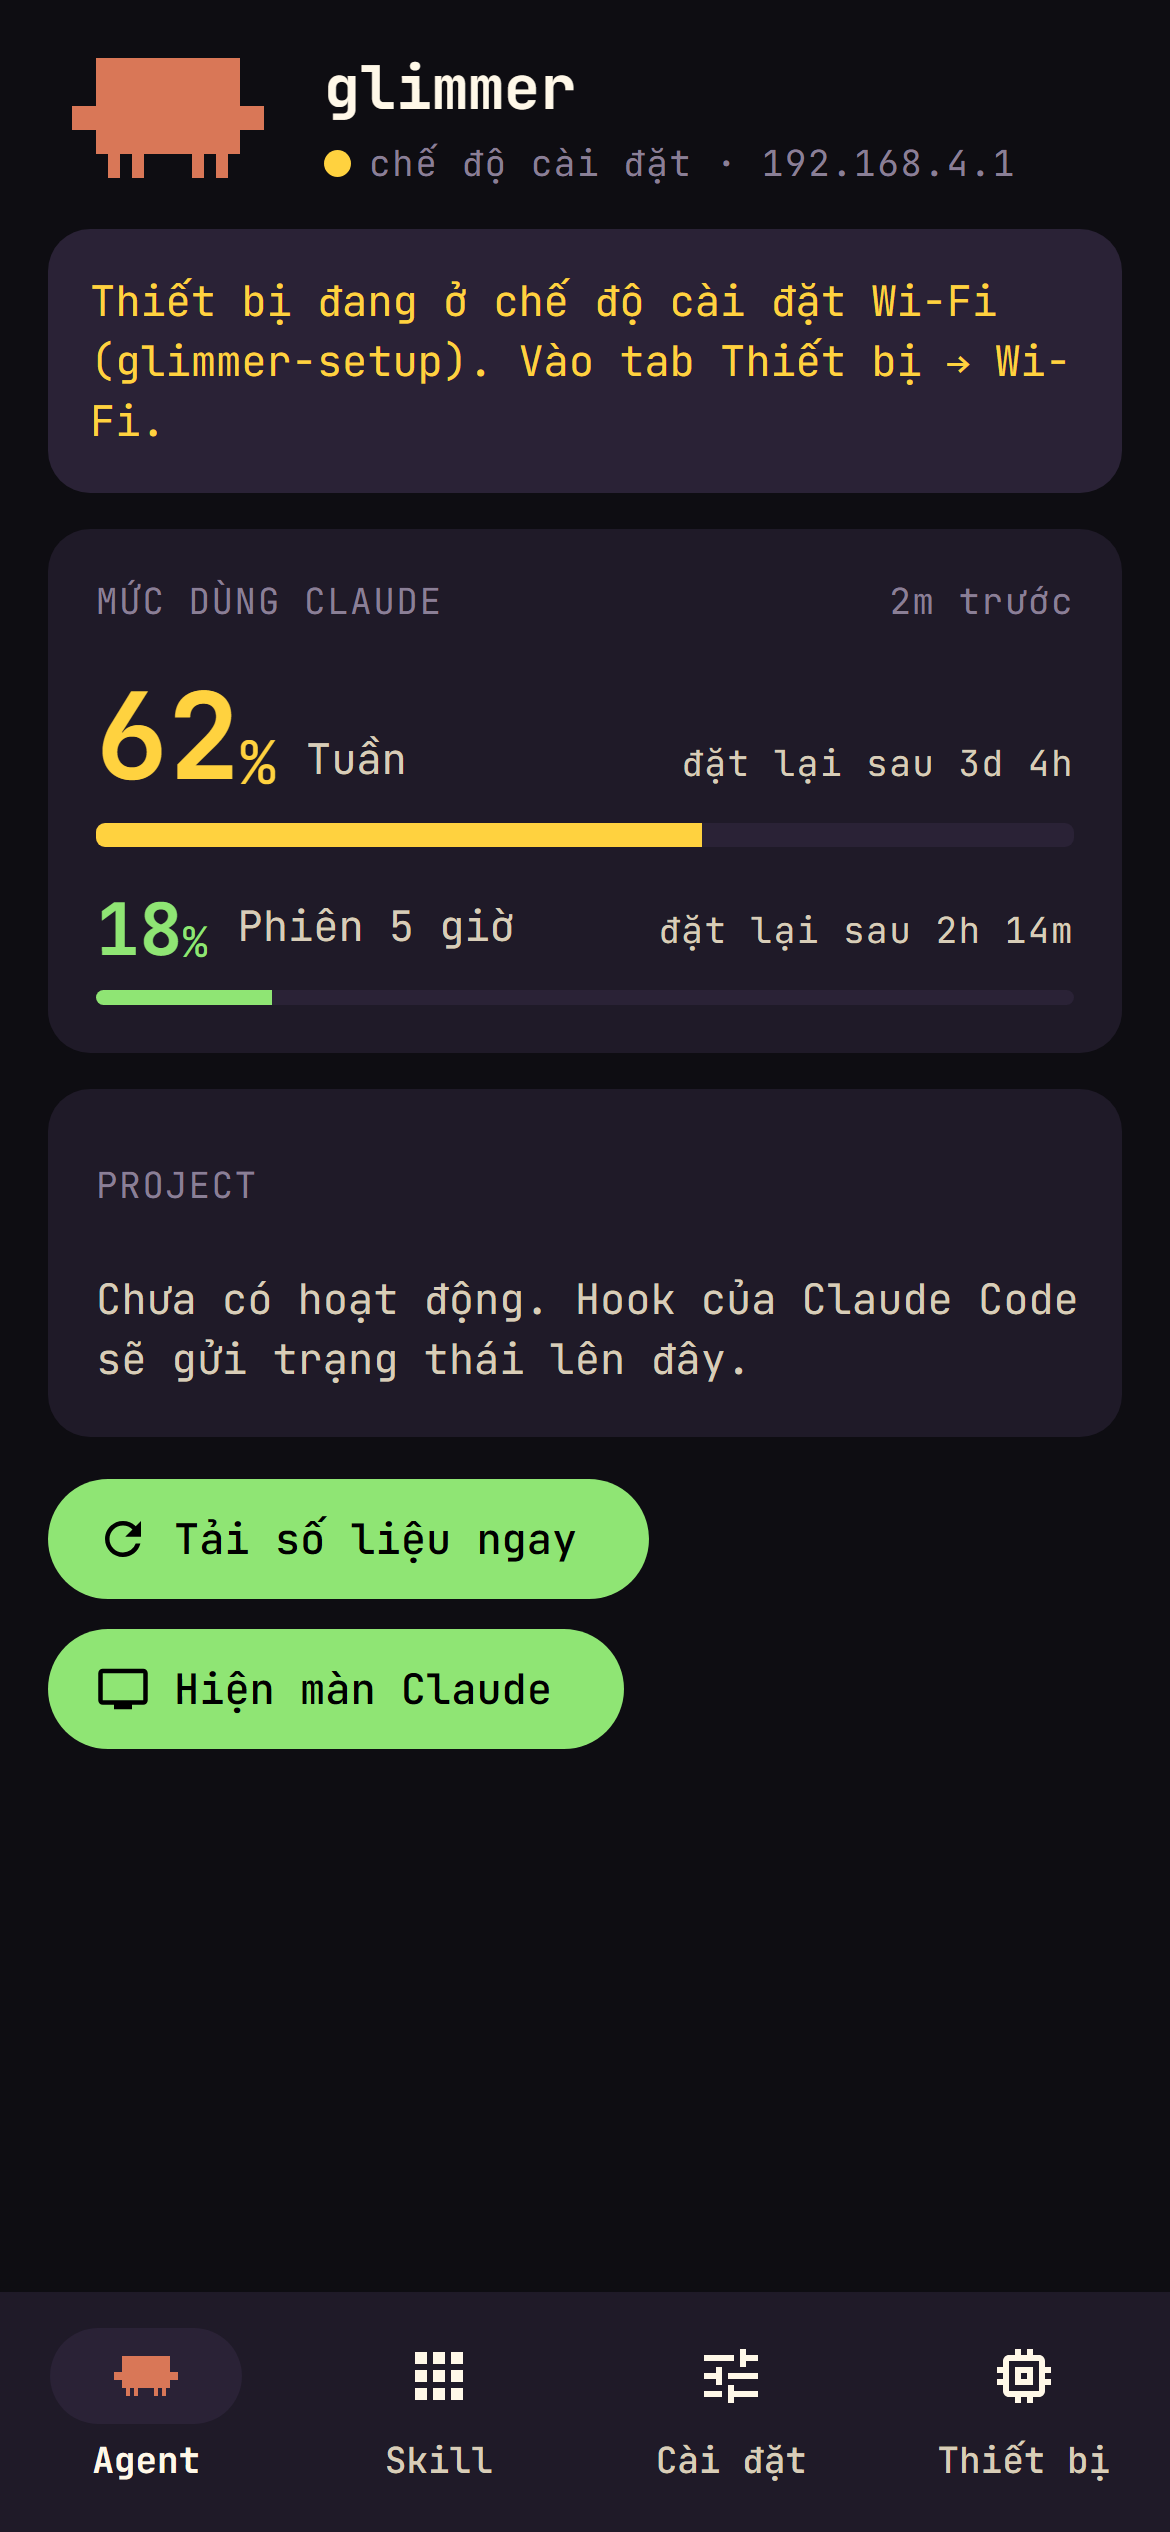 glimmer
chế độ cài đặt · 192.168.4.1
Thiết bị đang ở chế độ cài đặt Wi-Fi
(glimmer-setup). Vào tab Thiết bị → Wi-
Fi.
MỨC DÙNG CLAUDE 2m trước
62% Tuần đặt lại sau 3d 4h
18% Phiên 5 giờ đặt lại sau 2h 14m
PROJECT
Chưa có hoạt động. Hook của Claude Code
sẽ gửi trạng thái lên đây.
Tải số liệu ngay
Hiện màn Claude
Agent Skill Cài đặt Thiết bị